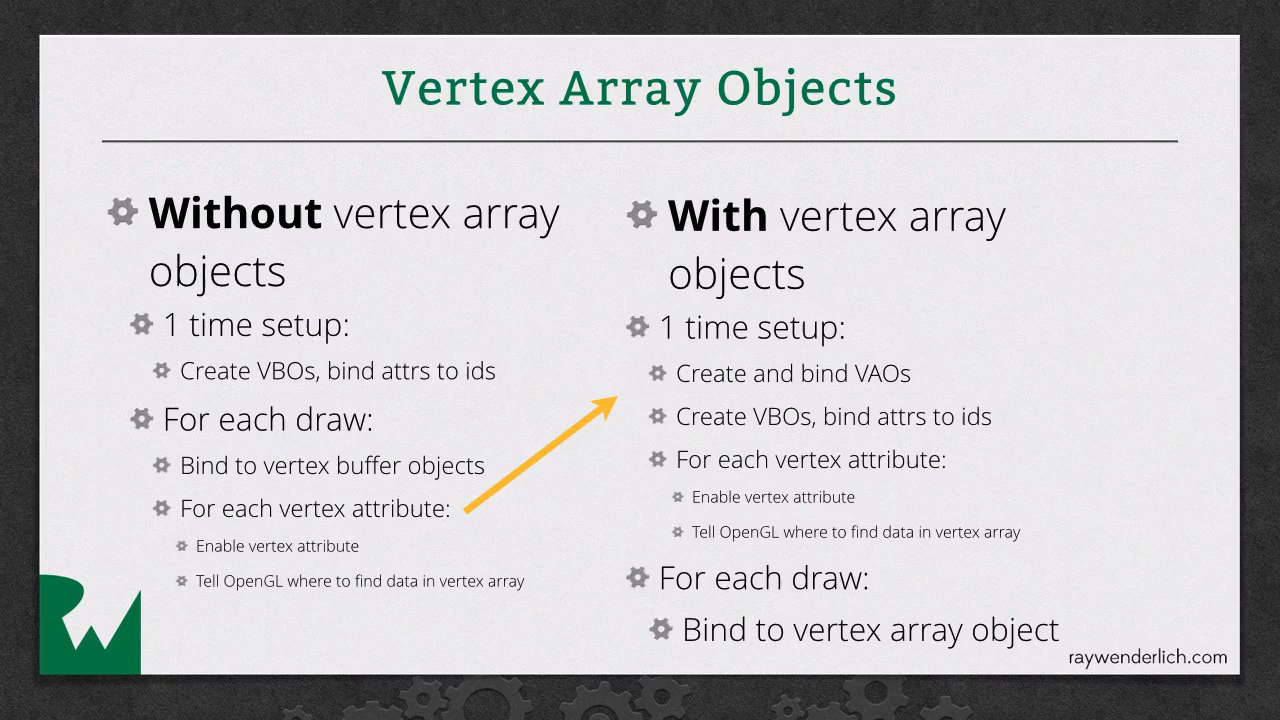 Vertex Array Objects
Without vertex array
objects
1 time setup:
Create VBOs, bind attrs to ids
For each draw:
Bind to vertex buffer objects
For each vertex attribute:
Enable vertex attribute
Tell OpenGL where to find data in vertex array
With vertex array
objects
1 time setup:
Create and bind VAOs
Create VBOs, bind attrs to ids
For each vertex attribute:
Enable vertex attribute
Tell OpenGL where to find data in vertex array
For each draw:
Bind to vertex array object
RW
raywenderlich.com